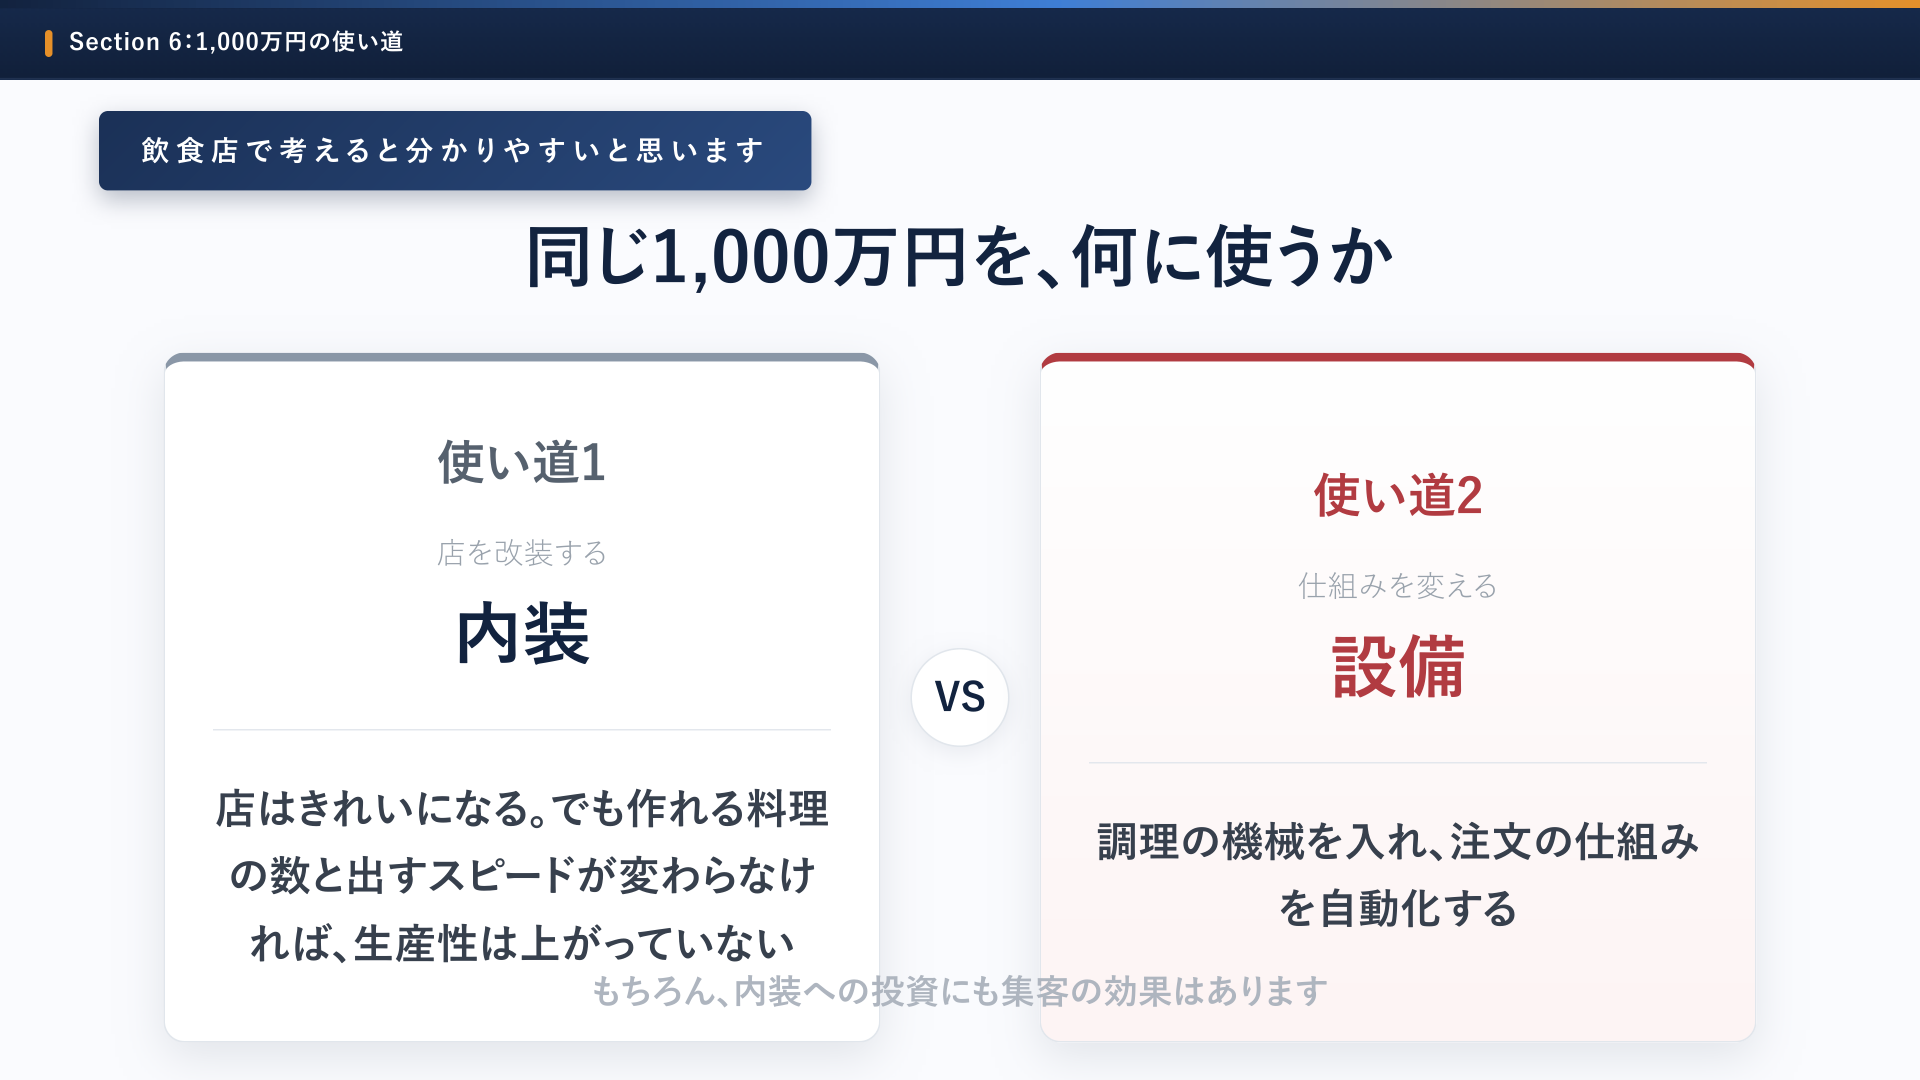 Section 6：1,000万円の使い道
飲食店で考えると分かりやすいと思います
同じ1,000万円を、何に使うか
使い道1
店を改装する
内装
店はきれいになる。でも作れる料理
の数と出すスピードが変わらなけ
れば、生産性は上がっていない
VS
使い道2
仕組みを変える
設備
調理の機械を入れ、注文の仕組み
を自動化する
もちろん、内装への投資にも集客の効果はあります